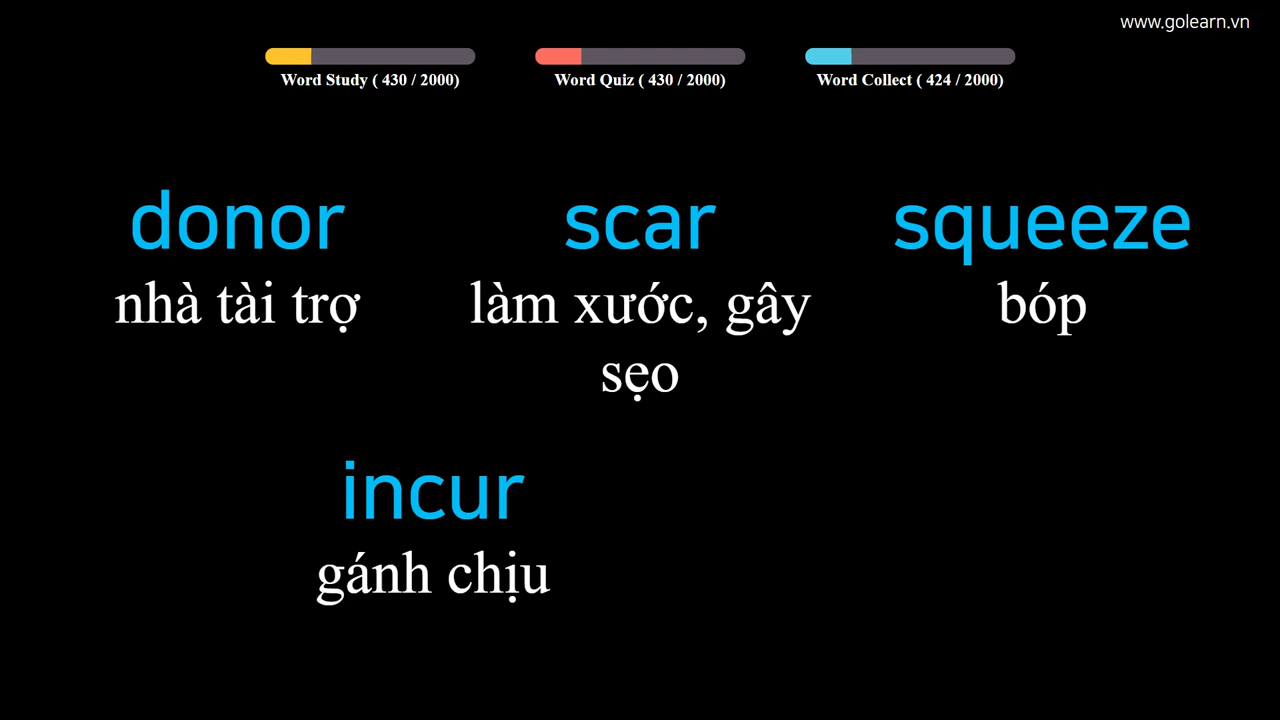 www.golearn.vn
Word Study ( 430 / 2000)
Word Quiz ( 430 / 2000)
Word Collect ( 424 / 2000)
donor
nhà tài trợ
scar
làm xước, gây
sẹo
squeeze
bóp
incur
gánh chịu